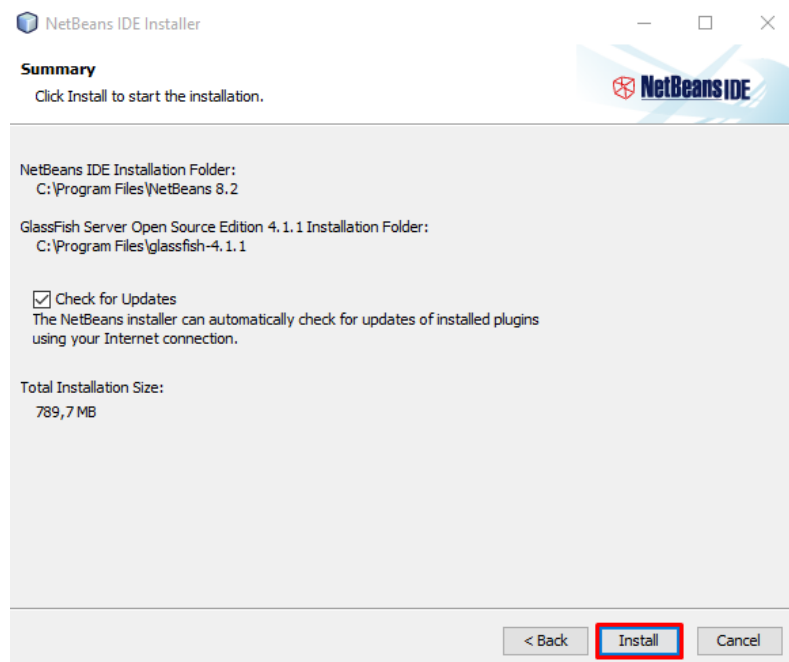 NetBeans IDE Installer
Summary
Click Install to start the installation.
NetBeans IDE
NetBeans IDE Installation Folder:
C:\Program Files\NetBeans 8.2
GlassFish Server Open Source Edition 4.1.1 Installation Folder:
C:\Program Files\glassfish-4.1.1
Check for Updates
The NetBeans installer can automatically check for updates of installed plugins
using your Internet connection.
Total Installation Size:
789,7 MB
< Back
Install
Cancel